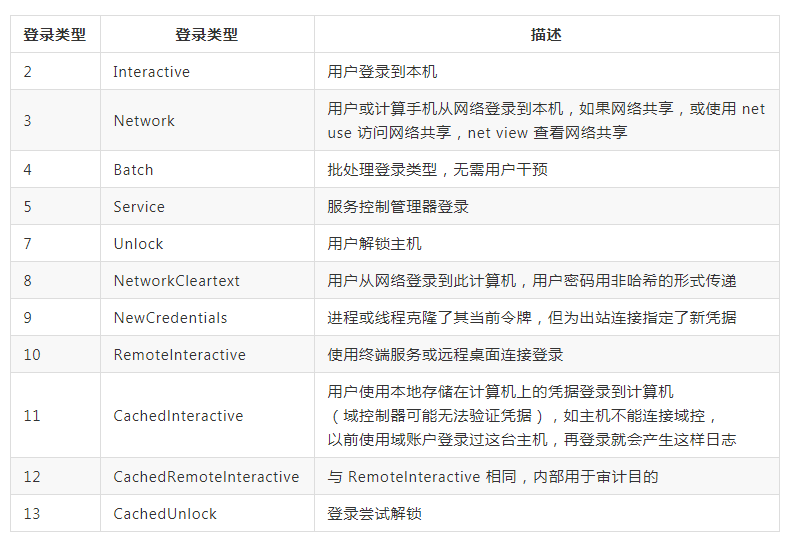 登录类型 登录类型 描述
2 Interactive 用户登录到本机
3 Network 用户或计算手机从网络登录到本机，如果网络共享，或使用 net
use 访问网络共享，net view 查看网络共享
4 Batch 批处理登录类型，无需用户干预
5 Service 服务控制管理器登录
7 Unlock 用户解锁主机
8 NetworkCleartext 用户从网络登录到此计算机，用户密码用非哈希的形式传递
9 NewCredentials 进程或线程克隆了其当前令牌，但为出站连接指定了新凭据
10 RemoteInteractive 使用终端服务或远程桌面连接登录
11 CachedInteractive 用户使用本地存储在计算机上的凭据登录到计算机
（域控制器可能无法验证凭据），如主机不能连接域控，
以前使用域账户登录过这台主机，再登录就会产生这样日志
12 CachedRemoteInteractive 与 RemoteInteractive 相同，内部用于审计目的
13 CachedUnlock 登录尝试解锁